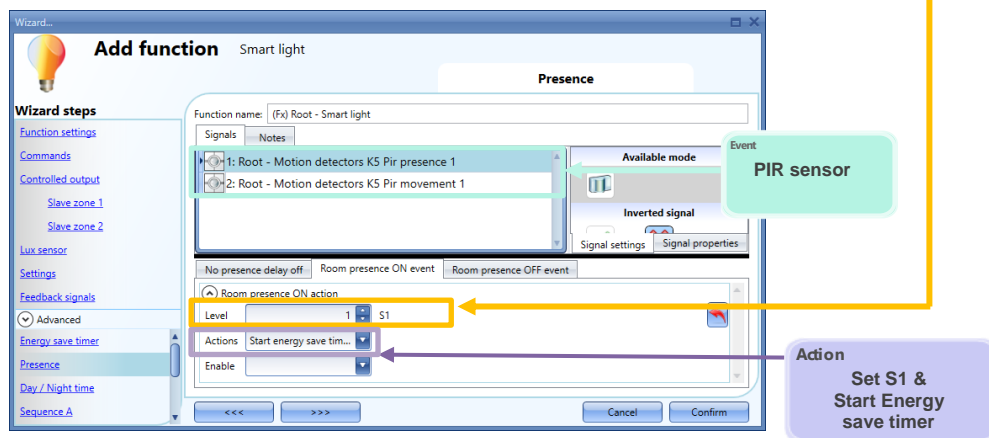 Wizard...
Add function Smart light
Presence
Wizard steps
Function settings
Commands
Controlled output
Slave zone 1
Slave zone 2
Lux sensor
Settings
Feedback signals
Advanced
Energy save timer
Presence
Day / Night time
Sequence A
Function name: (Fx) Root - Smart light
Signals Notes
1: Root - Motion detectors K5 Pir presence 1
2: Root - Motion detectors K5 Pir movement 1
Available mode
Inverted signal
Signal settings Signal properties
No presence delay off Room presence ON event Room presence OFF event
Room presence ON action
Level 1 S1
Actions Start energy save tim...
Enable
<<< >>> Cancel Confirm
Event
PIR sensor
Action
Set S1 &
Start Energy
save timer